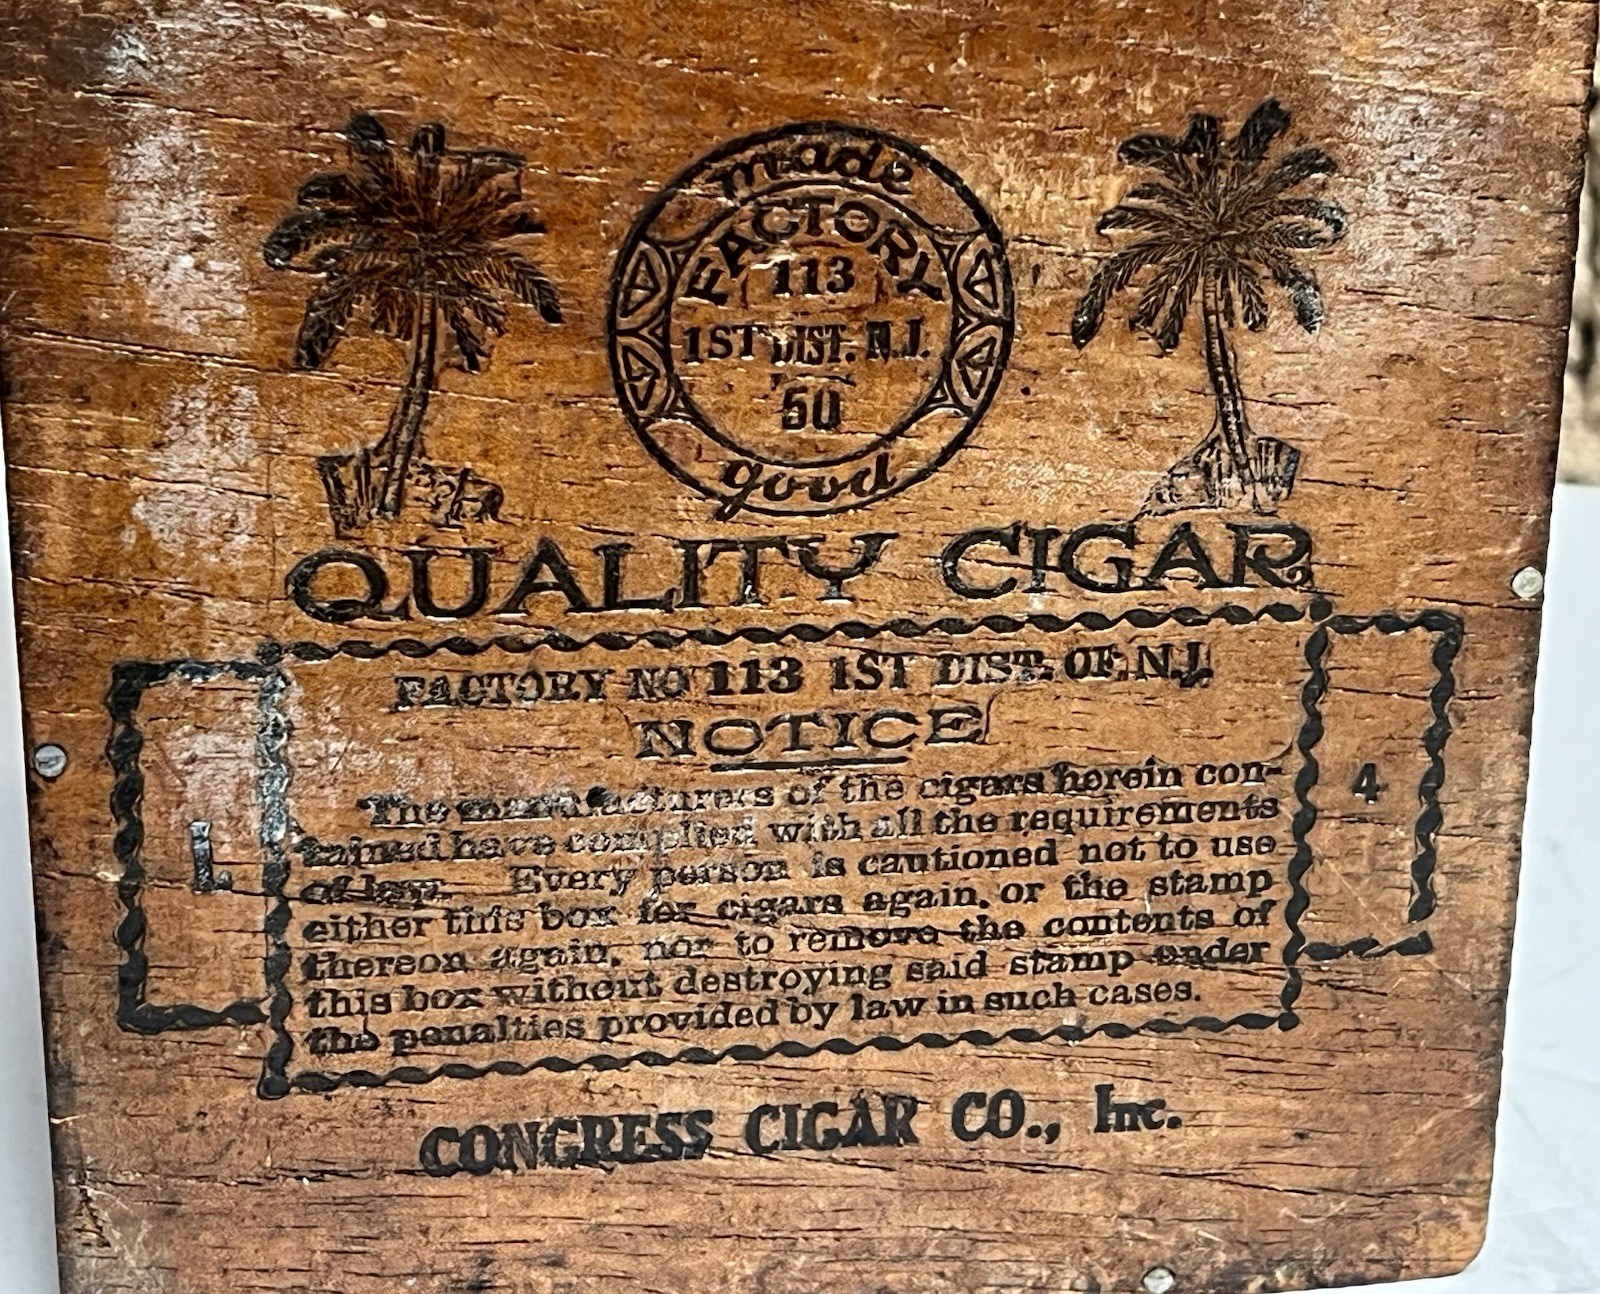 made
FACTORY
113
1ST DIST. N.J.
50
good
QUALITY CIGAR
FACTORY NO 113 1ST DIST. OF N.J.
NOTICE
The manufacturers of the cigars herein con-
tained have complied with all the requirements
of law. Every person is cautioned not to use
either this box for cigars again, or the stamp
thereon again, nor to remove the contents of
this box without destroying said stamp under
the penalties provided by law in such cases.
L
4
CONGRESS CIGAR CO., Inc.